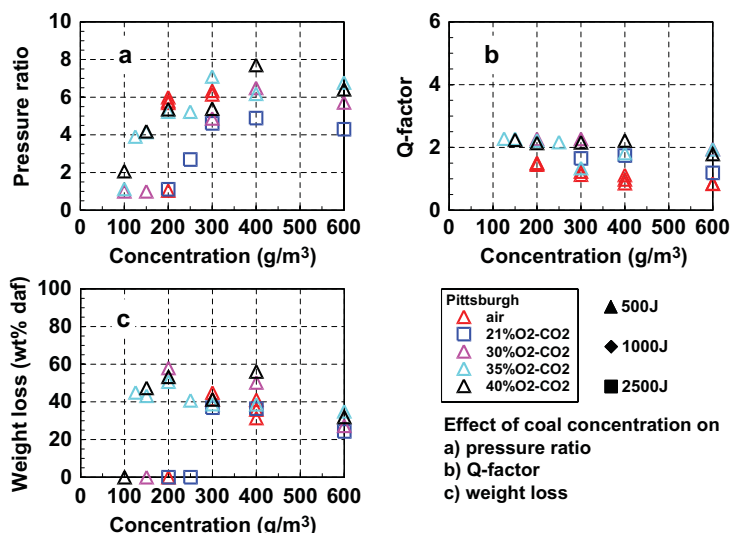 a
Pressure ratio
10
8
6
4
2
0
0 100 200 300 400 500 600
Concentration (g/m³)
b
Q-factor
6
4
2
0
0 100 200 300 400 500 600
Concentration (g/m³)
c
Weight loss (wt% daf)
100
80
60
40
20
0
0 100 200 300 400 500 600
Concentration (g/m³)
Pittsburgh
air
21%O2-CO2
30%O2-CO2
35%O2-CO2
40%O2-CO2
500J
1000J
2500J
Effect of coal concentration on
a) pressure ratio
b) Q-factor
c) weight loss